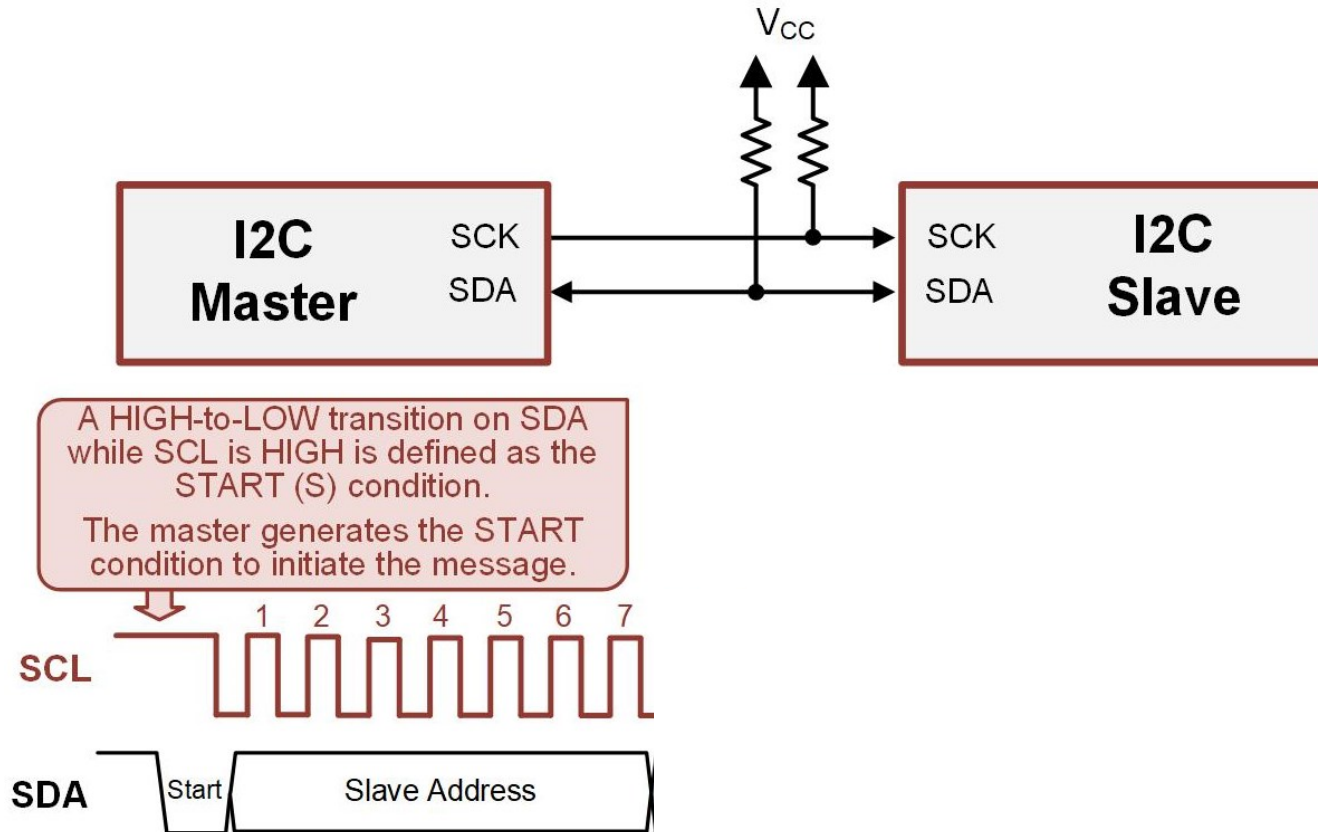 VCC
I2C
Master
SCK
SDA
SCK
SDA
I2C
Slave
A HIGH-to-LOW transition on SDA
while SCL is HIGH is defined as the
START (S) condition.
The master generates the START
condition to initiate the message.
1 2 3 4 5 6 7
SCL
SDA Start Slave Address